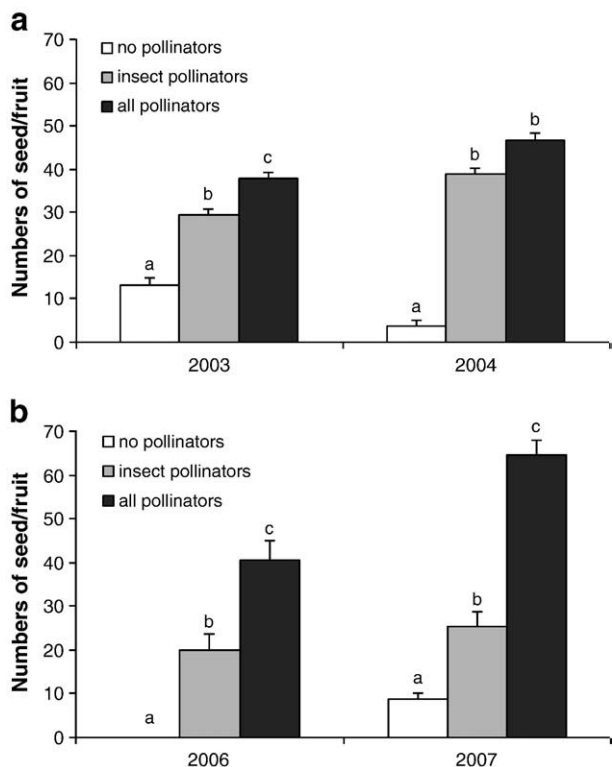 a
no pollinators
insect pollinators
all pollinators
Numbers of seed/fruit
70
60
50
40
30
20
10
0
a
b
c
a
b
b
2003
2004
b
no pollinators
insect pollinators
all pollinators
Numbers of seed/fruit
70
60
50
40
30
20
10
0
a
b
c
a
b
c
2006
2007